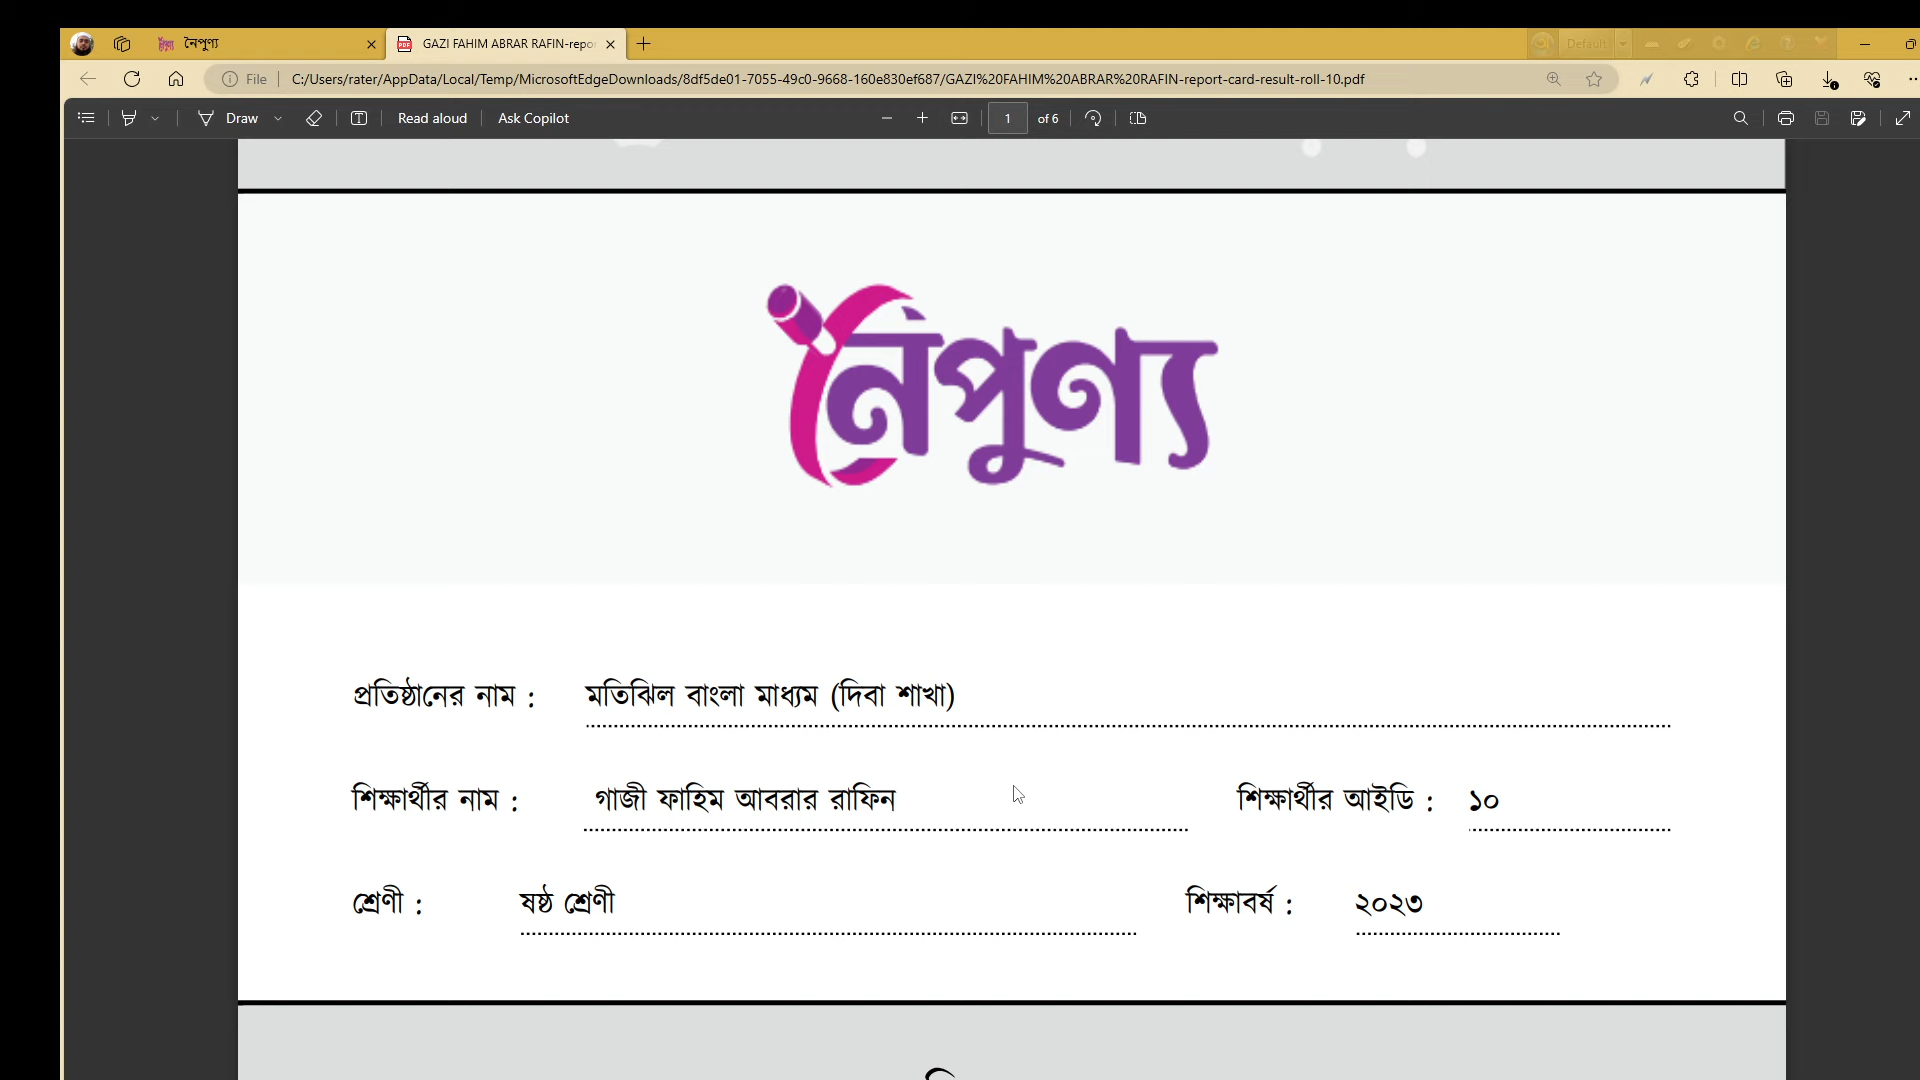 নৈপুণ্য
GAZI FAHIM ABRAR RAFIN-repo
Default
File
C:/Users/rater/AppData/Local/Temp/MicrosoftEdgeDownloads/8df5de01-7055-49c0-9668-160e830ef687/GAZI%20FAHIM%20ABRAR%20RAFIN-report-card-result-roll-10.pdf
Draw Read aloud Ask Copilot 1 of 6
নৈপুণ্য
প্রতিষ্ঠানের নাম : মতিঝিল বাংলা মাধ্যম (দিবা শাখা)
শিক্ষার্থীর নাম : গাজী ফাহিম আবরার রাফিন শিক্ষার্থীর আইডি : ১০
শ্রেণী : ষষ্ঠ শ্রেণী শিক্ষাবর্ষ : ২০২৩